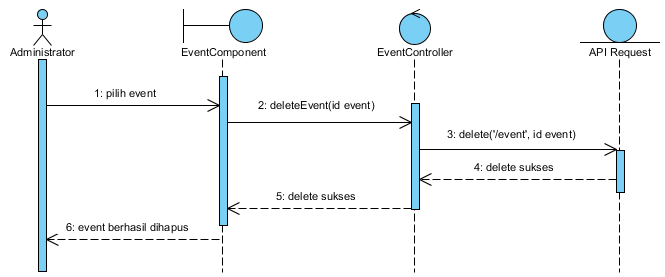 Administrator
EventComponent
EventController
API Request
1: pilih event
2: deleteEvent(id event)
3: delete('/event', id event)
4: delete sukses
5: delete sukses
6: event berhasil dihapus